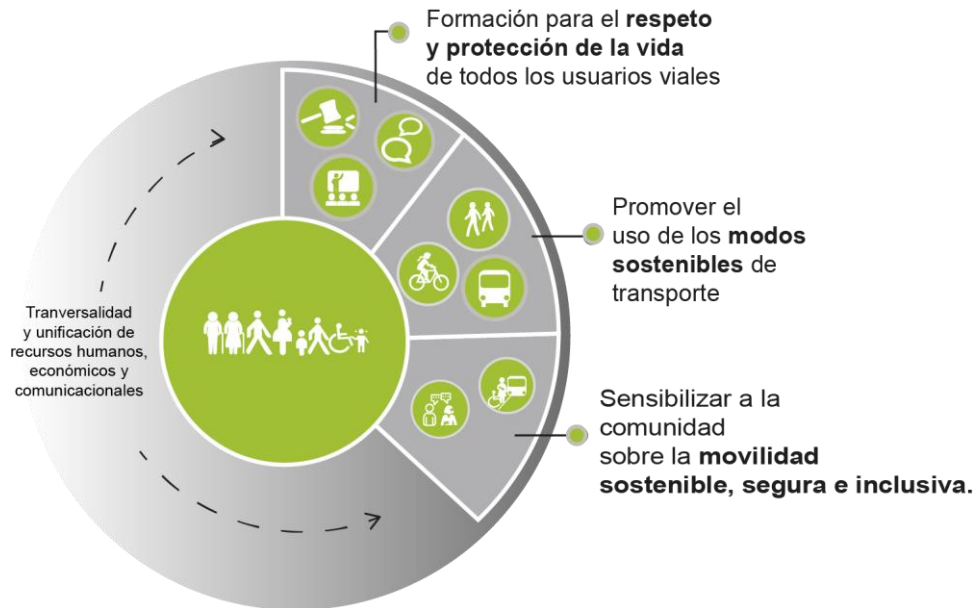 Formación para el respeto
y protección de la vida
de todos los usuarios viales
Promover el
uso de los modos
sostenibles de
transporte
Tranversalidad
y unificación de
recursos humanos,
económicos y
comunicacionales
Sensibilizar a la
comunidad
sobre la movilidad
sostenible, segura e inclusiva.